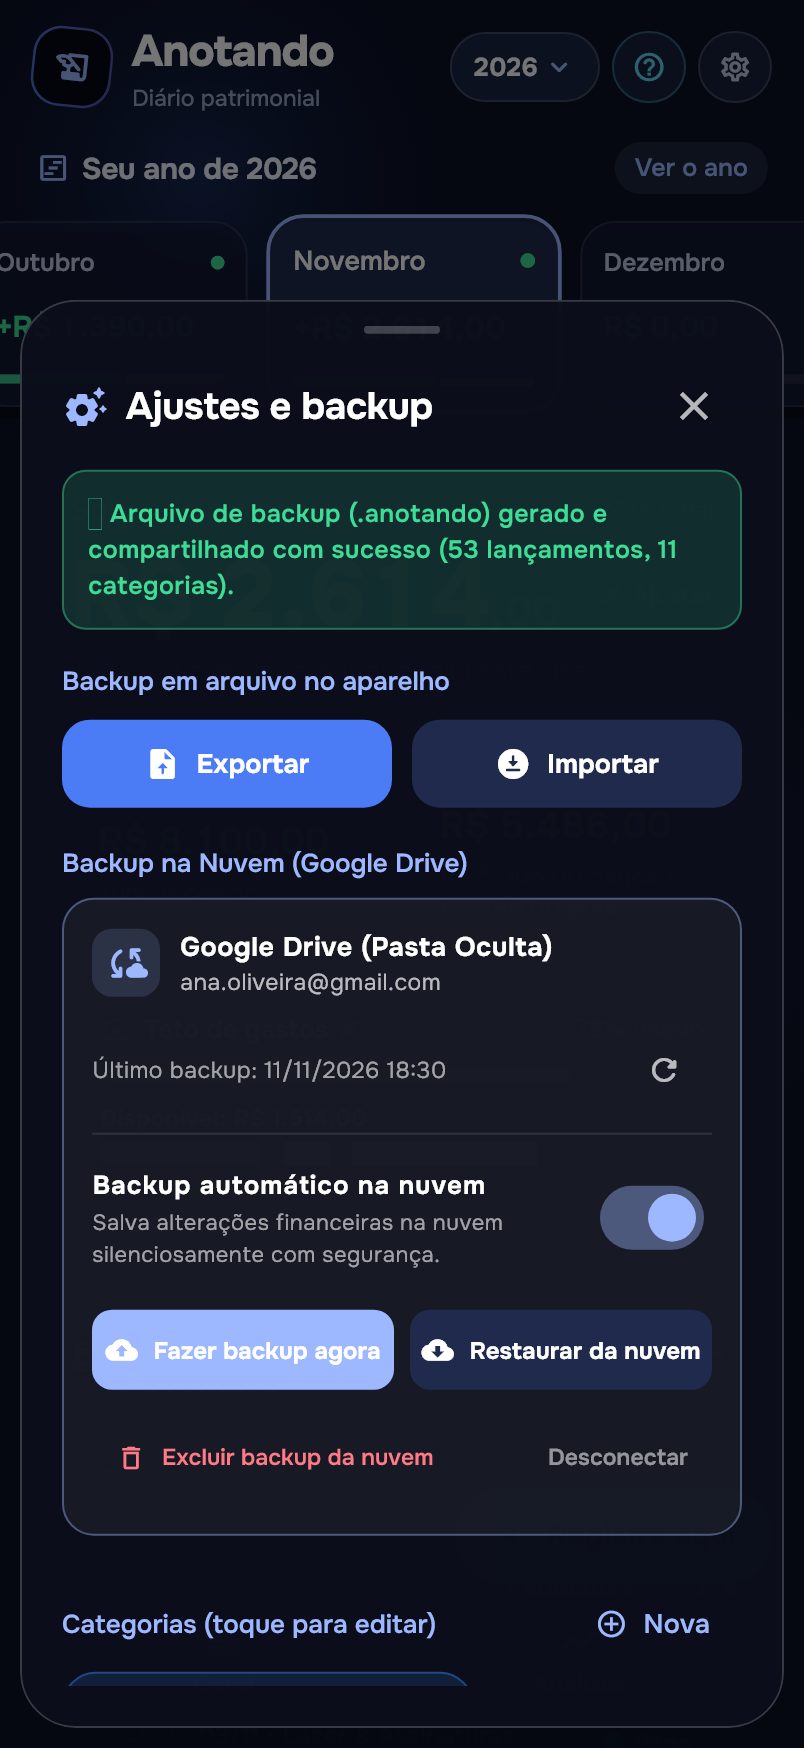 Anotando
Diário patrimonial
2026
Seu ano de 2026
Ver o ano
Outubro
Novembro
Dezembro
Ajustes e backup
Arquivo de backup (.anotando) gerado e
compartilhado com sucesso (53 lançamentos, 11
categorias).
Backup em arquivo no aparelho
Exportar
Importar
Backup na Nuvem (Google Drive)
Google Drive (Pasta Oculta)
ana.oliveira@gmail.com
Último backup: 11/11/2026 18:30
Backup automático na nuvem
Salva alterações financeiras na nuvem
silenciosamente com segurança.
Fazer backup agora
Restaurar da nuvem
Excluir backup da nuvem
Desconectar
Categorias (toque para editar)
Nova